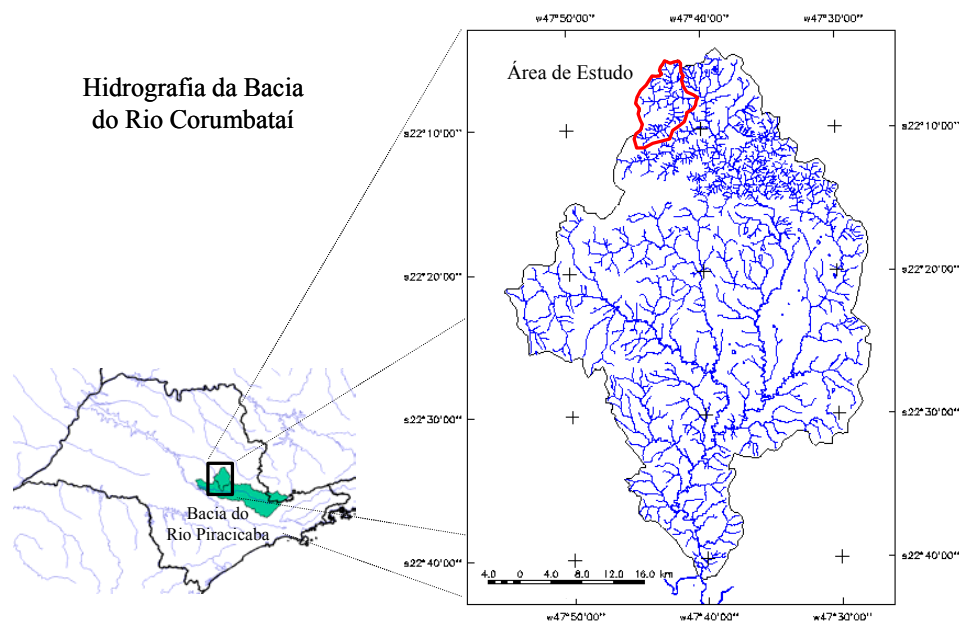 Hidrografia da Bacia
do Rio Corumbataí
Bacia do
Rio Piracicaba
w47°50'00'' w47°40'00'' w47°30'00''
Área de Estudo
s22°10'00'' s22°10'00''
s22°20'00'' s22°20'00''
s22°30'00'' s22°30'00''
s22°40'00'' s22°40'00''
4.0 0 4.0 8.0 12.0 16.0 km
w47°50'00'' w47°40'00'' w47°30'00''